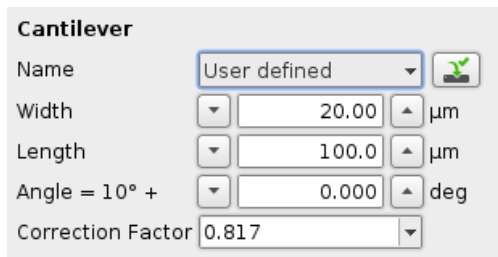 Cantilever
Name User defined
Width 20.00 µm
Length 100.0 µm
Angle = 10° + 0.000 deg
Correction Factor 0.817